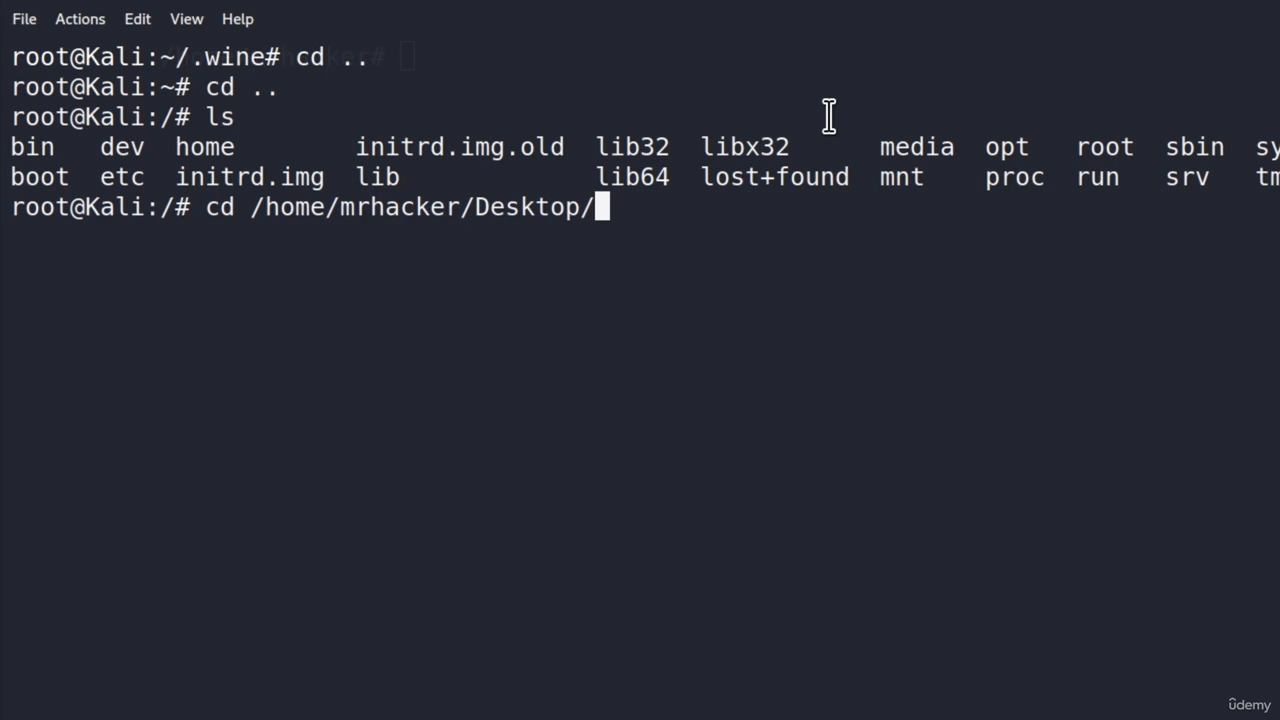 File Actions Edit View Help
root@Kali:~/.wine# cd ..
root@Kali:~# cd ..
root@Kali:/# ls
bin dev home initrd.img.old lib32 libx32 media opt root sbin sy
boot etc initrd.img lib lib64 lost+found mnt proc run srv tm
root@Kali:/# cd /home/mrhacker/Desktop/
ûdemy